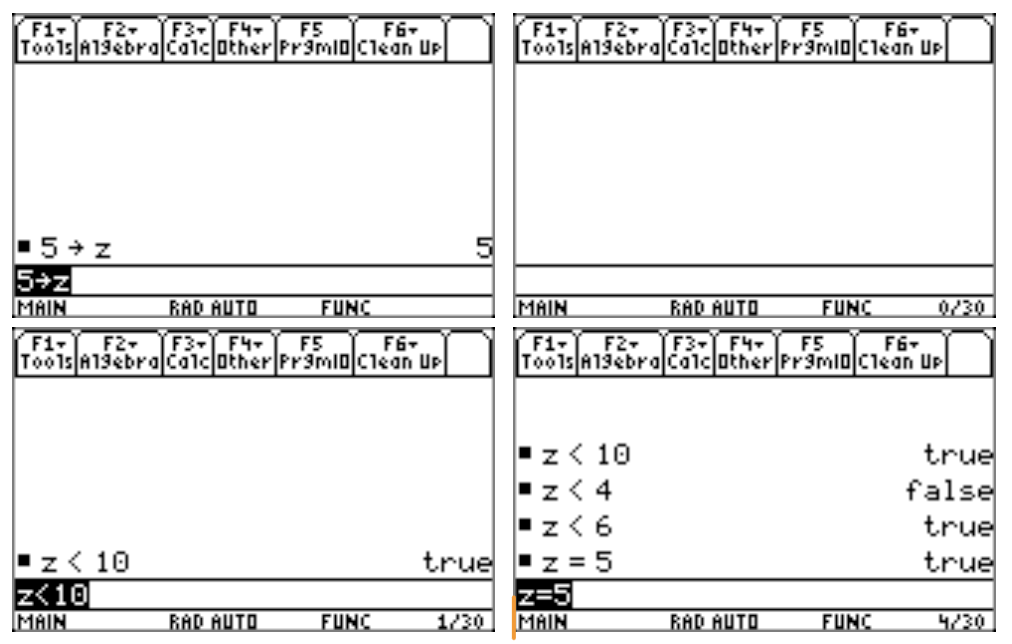 F1▾ F2▾ F3▾ F4▾ F5 F6▾
Tools Algebra Calc Other PrgmIO Clean Up
■ 5 → z 5
5→z
MAIN RAD AUTO FUNC
F1▾ F2▾ F3▾ F4▾ F5 F6▾
Tools Algebra Calc Other PrgmIO Clean Up
MAIN RAD AUTO FUNC 0/30
F1▾ F2▾ F3▾ F4▾ F5 F6▾
Tools Algebra Calc Other PrgmIO Clean Up
■ z < 10 true
z<10
MAIN RAD AUTO FUNC 1/30
F1▾ F2▾ F3▾ F4▾ F5 F6▾
Tools Algebra Calc Other PrgmIO Clean Up
■ z < 10 true
■ z < 4 false
■ z < 6 true
■ z = 5 true
z=5
MAIN RAD AUTO FUNC 4/30